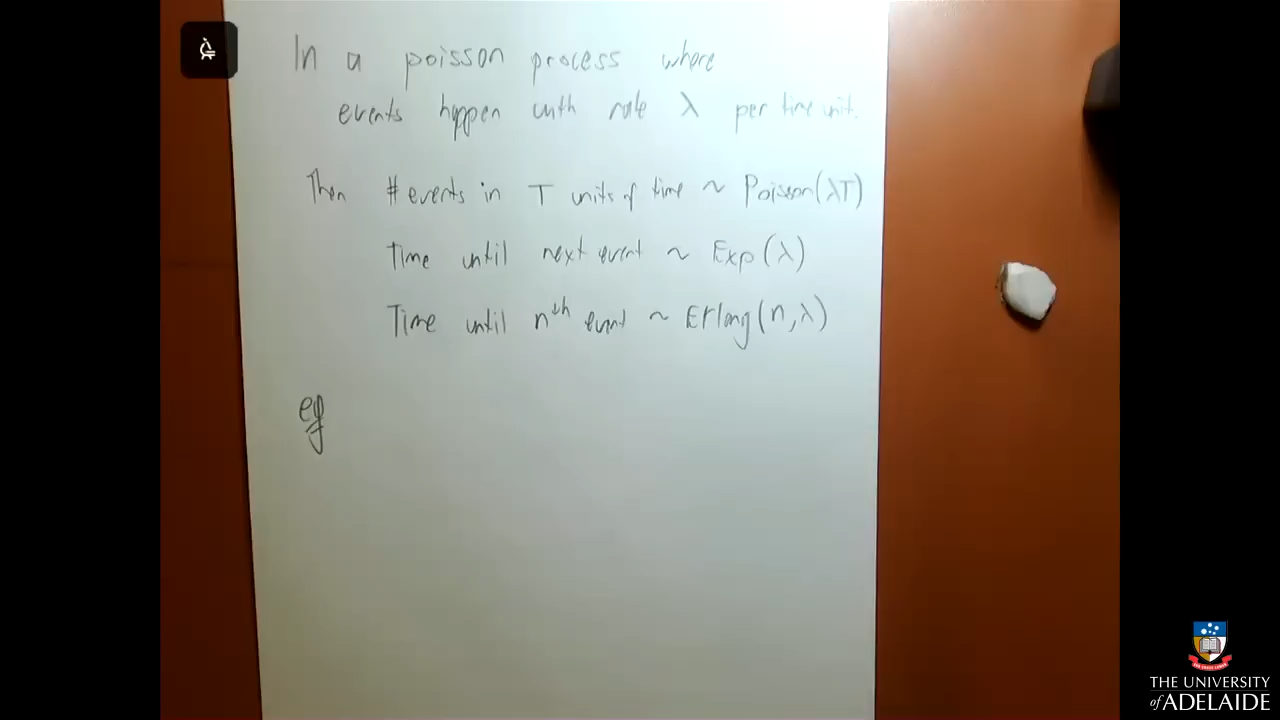 In a poisson process where
events happen with rate λ per time unit.
Then # events in T units of time ~ Poisson(λT)
Time until next event ~ Exp(λ)
Time until nth event ~ Erlang(n,λ)
eg
THE UNIVERSITY
of ADELAIDE